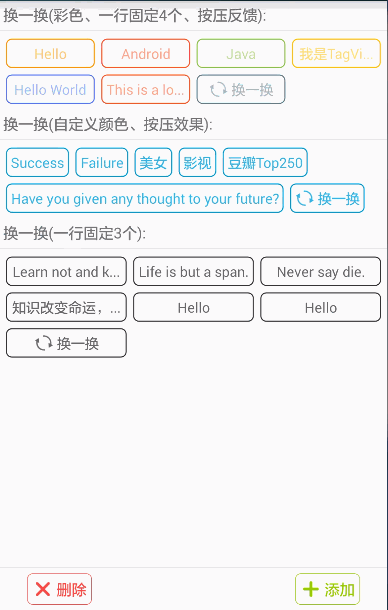 换一换(彩色、一行固定4个、按压反馈):
Hello Android Java 我是TagVi...
Hello World This is a lo... 换一换
换一换(自定义颜色、按压效果):
Success Failure 美女 影视 豆瓣Top250
Have you given any thought to your future? 换一换
换一换(一行固定3个):
Learn not and k... Life is but a span. Never say die.
知识改变命运，... Hello Hello
换一换
删除 添加